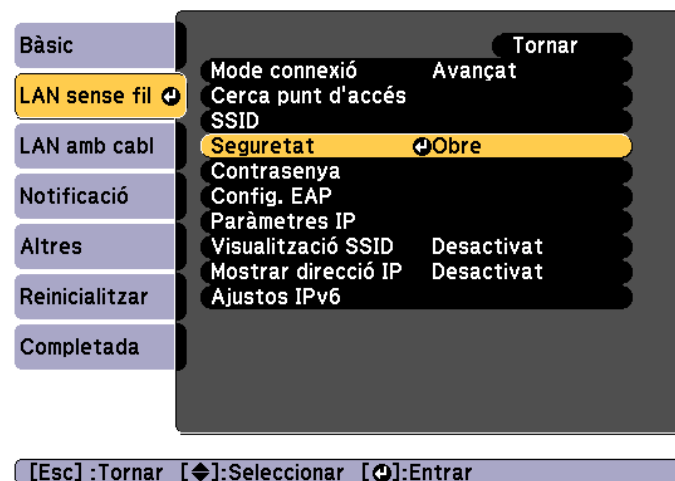 Bàsic
LAN sense fil
LAN amb cabl
Notificació
Altres
Reinicialitzar
Completada
Tornar
Mode connexió Avançat
Cerca punt d'accés
SSID
Seguretat Obre
Contrasenya
Config. EAP
Paràmetres IP
Visualització SSID Desactivat
Mostrar direcció IP Desactivat
Ajustos IPv6
[Esc] :Tornar [◆]:Seleccionar [⏎]:Entrar